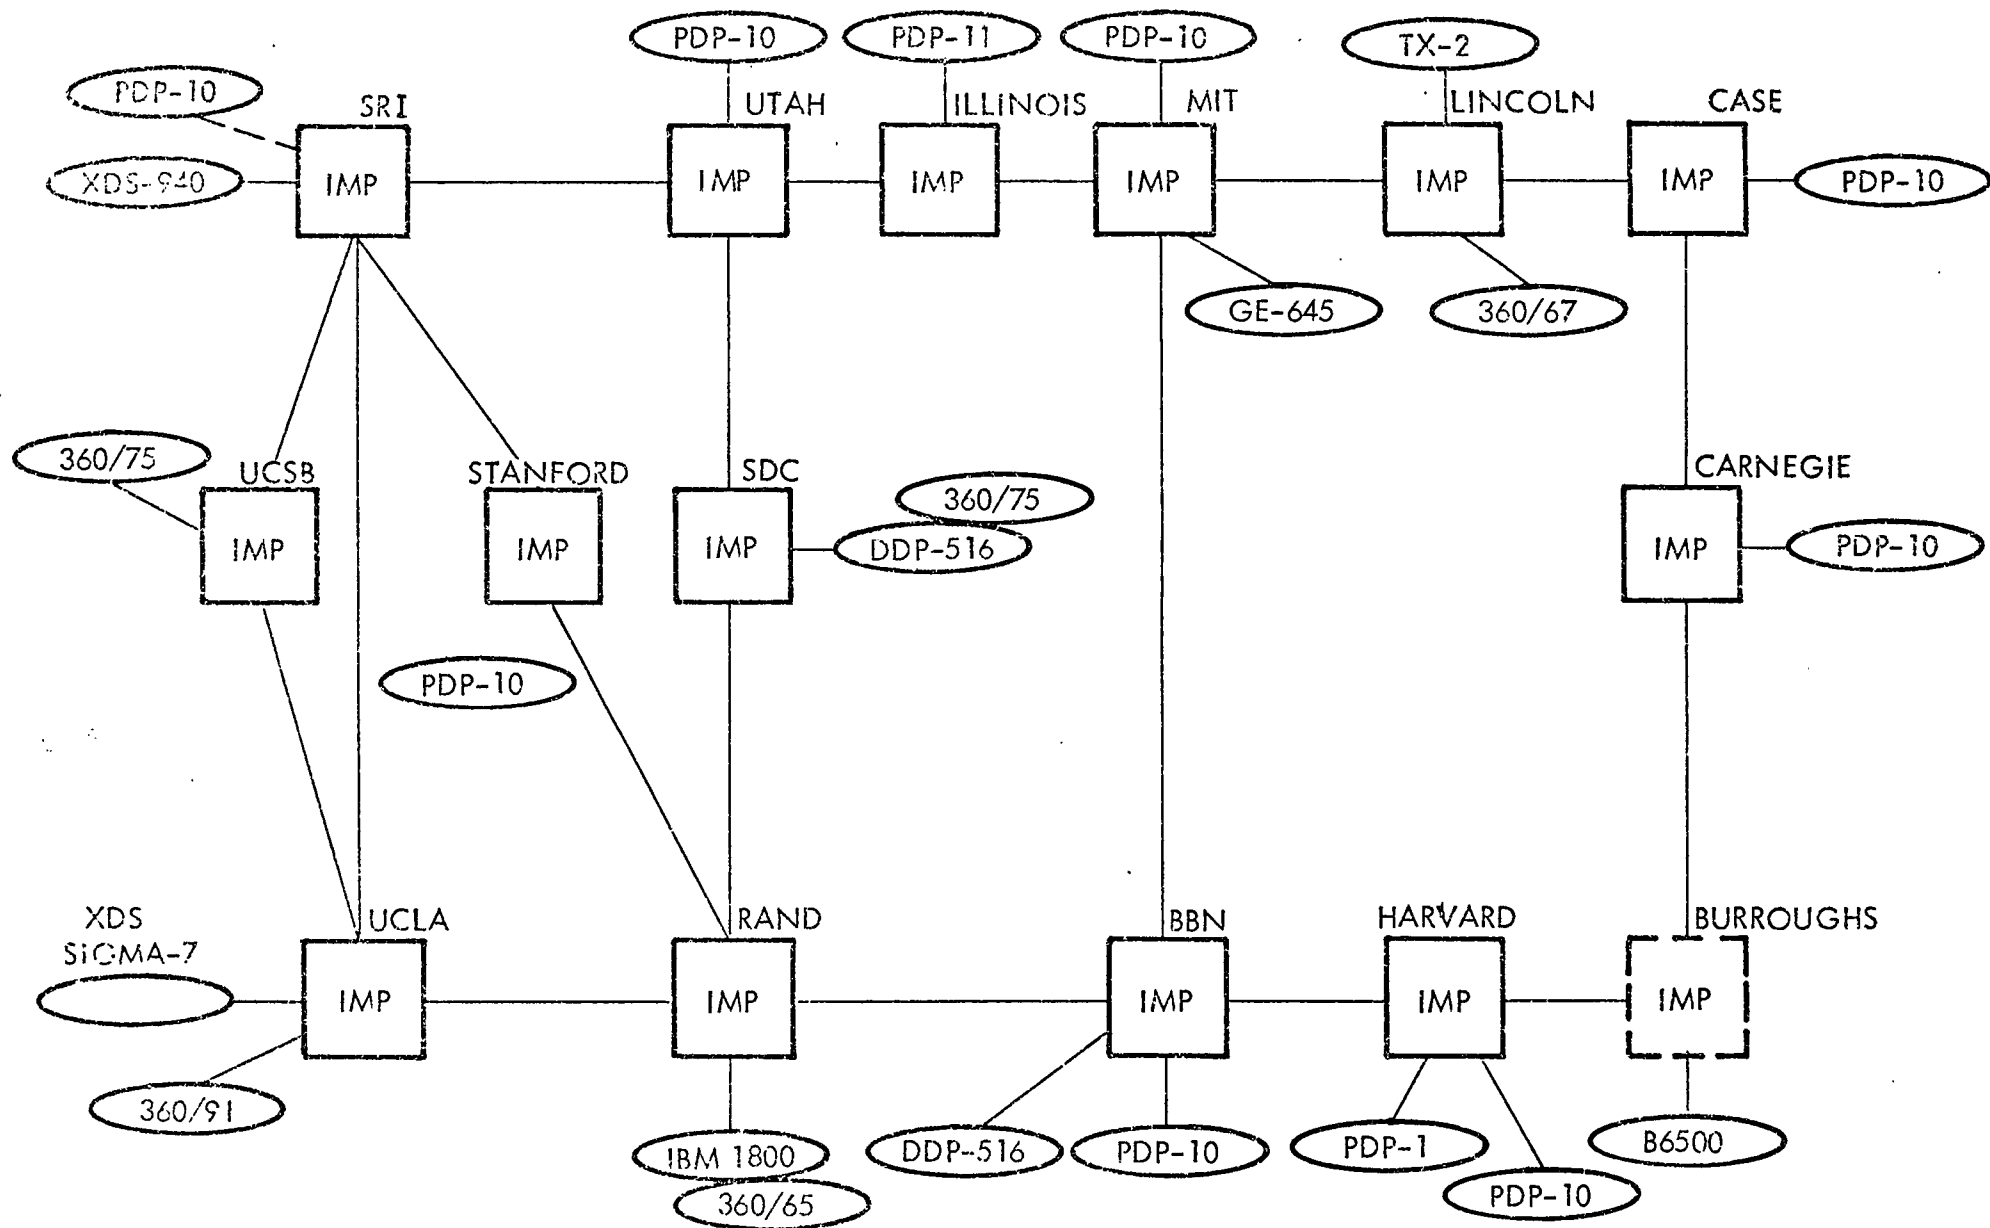 PDP-10
PDP-11
PDP-10
TX-2
PDP-10
SRI
UTAH
ILLINOIS
MIT
LINCOLN
CASE
XDS-940
IMP
IMP
IMP
IMP
IMP
IMP
PDP-10
GE-645
360/67
360/75
UCSB
STANFORD
SDC
360/75
CARNEGIE
IMP
IMP
IMP
DDP-516
IMP
PDP-10
PDP-10
XDS
SIGMA-7
UCLA
RAND
BBN
HARVARD
BURROUGHS
IMP
IMP
IMP
IMP
IMP
360/91
IBM 1800
DDP-516
PDP-10
PDP-1
B6500
360/65
PDP-10